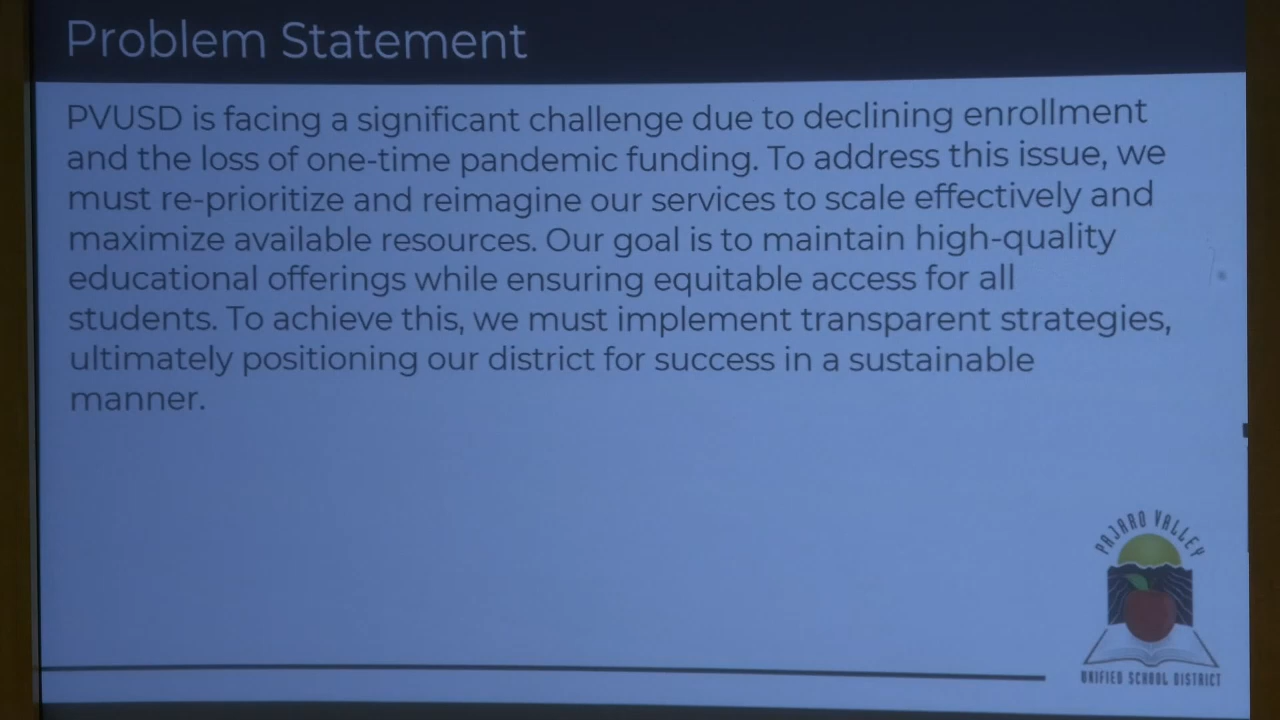 Problem Statement
PVUSD is facing a significant challenge due to declining enrollment
and the loss of one-time pandemic funding. To address this issue, we
must re-prioritize and reimagine our services to scale effectively and
maximize available resources. Our goal is to maintain high-quality
educational offerings while ensuring equitable access for all
students. To achieve this, we must implement transparent strategies,
ultimately positioning our district for success in a sustainable
manner.
PAJARO VALLEY
UNIFIED SCHOOL DISTRICT